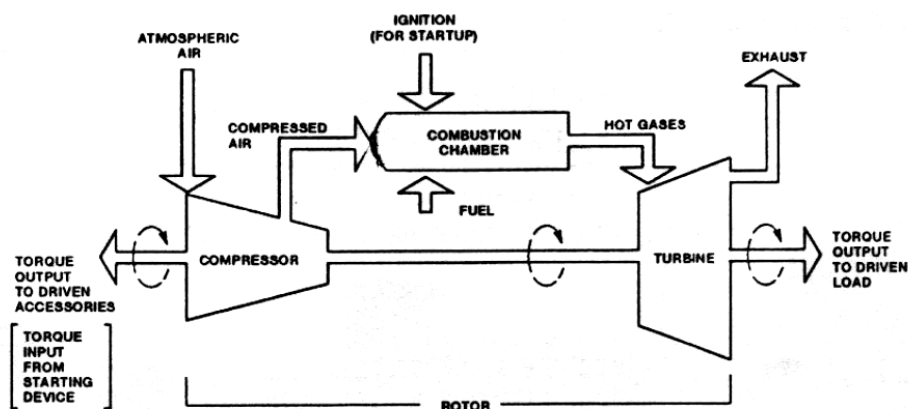 IGNITION
(FOR STARTUP)
ATMOSPHERIC
AIR
EXHAUST
COMPRESSED
AIR
COMBUSTION
CHAMBER
HOT GASES
FUEL
TORQUE
OUTPUT
TO DRIVEN
ACCESSORIES
COMPRESSOR
TURBINE
TORQUE
OUTPUT
TO DRIVEN
LOAD
TORQUE
INPUT
FROM
STARTING
DEVICE
ROTOR